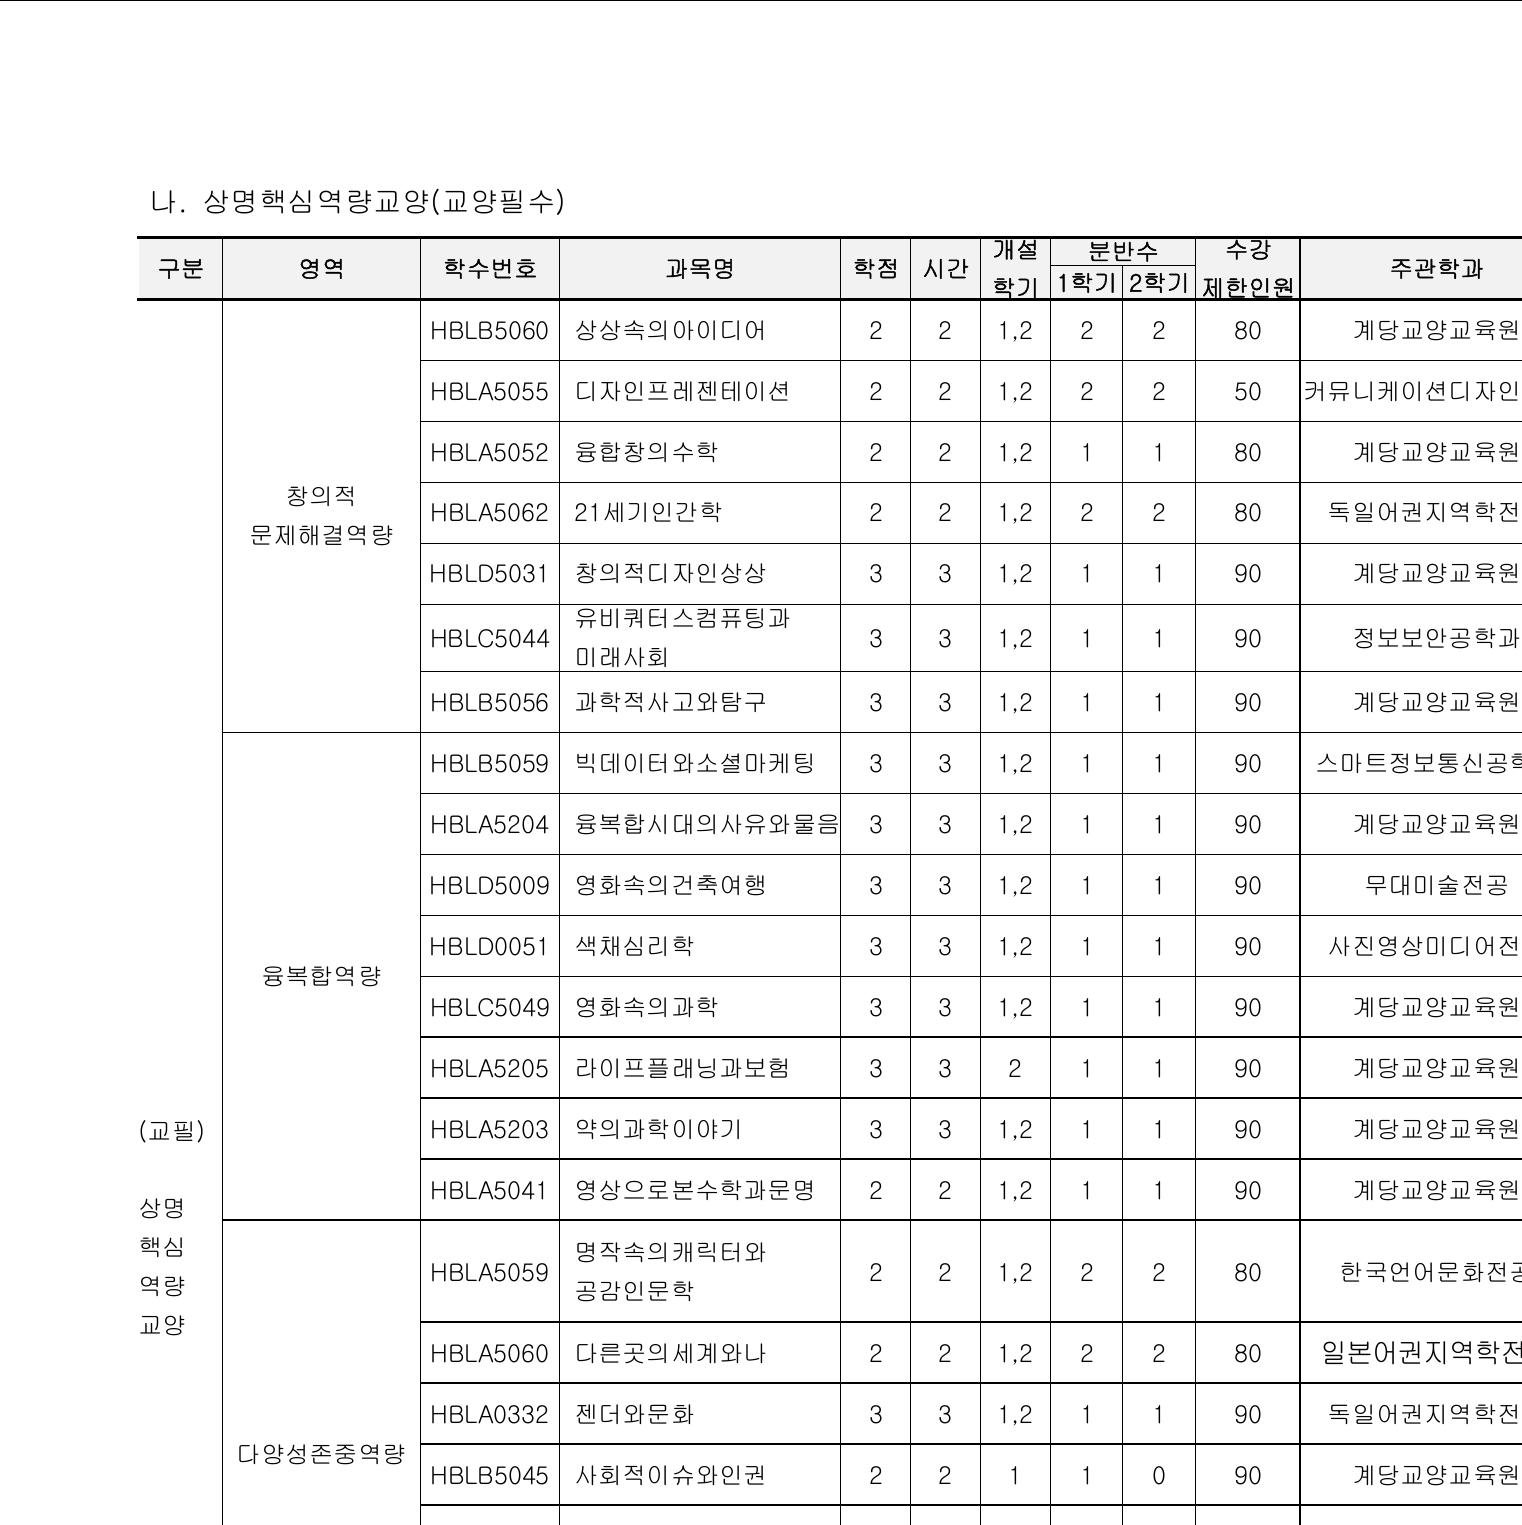 나. 상명핵심역량교양(교양필수)
구분 영역 학수번호 과목명 학점 시간 개설 학기 분반수 1학기 2학기 수강 제한인원 주관학과
(교필)
상명
핵심
역량
교양
창의적
문제해결역량
HBLB5060 상상속의아이디어 2 2 1,2 2 2 80 계당교양교육원
HBLA5055 디자인프레젠테이션 2 2 1,2 2 2 50 커뮤니케이션디자인
HBLA5052 융합창의수학 2 2 1,2 1 1 80 계당교양교육원
HBLA5062 21세기인간학 2 2 1,2 2 2 80 독일어권지역학전
HBLD5031 창의적디자인상상 3 3 1,2 1 1 90 계당교양교육원
HBLC5044 유비쿼터스컴퓨팅과
미래사회 3 3 1,2 1 1 90 정보보안공학과
HBLB5056 과학적사고와탐구 3 3 1,2 1 1 90 계당교양교육원
융복합역량
HBLB5059 빅데이터와소셜마케팅 3 3 1,2 1 1 90 스마트정보통신공학
HBLA5204 융복합시대의사유와물음 3 3 1,2 1 1 90 계당교양교육원
HBLD5009 영화속의건축여행 3 3 1,2 1 1 90 무대미술전공
HBLD0051 색채심리학 3 3 1,2 1 1 90 사진영상미디어전
HBLC5049 영화속의과학 3 3 1,2 1 1 90 계당교양교육원
HBLA5205 라이프플래닝과보험 3 3 2 1 1 90 계당교양교육원
HBLA5203 약의과학이야기 3 3 1,2 1 1 90 계당교양교육원
HBLA5041 영상으로본수학과문명 2 2 1,2 1 1 90 계당교양교육원
다양성존중역량
HBLA5059 명작속의캐릭터와
공감인문학 2 2 1,2 2 2 80 한국언어문화전공
HBLA5060 다른곳의세계와나 2 2 1,2 2 2 80 일본어권지역학전
HBLA0332 젠더와문화 3 3 1,2 1 1 90 독일어권지역학전
HBLB5045 사회적이슈와인권 2 2 1 1 0 90 계당교양교육원